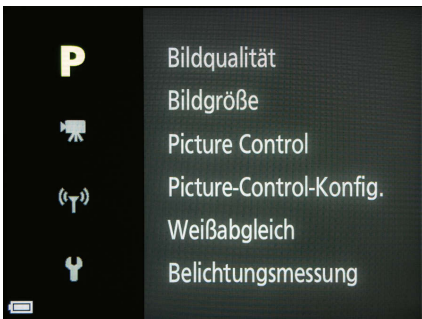 P
Bildqualität
Bildgröße
Picture Control
Picture-Control-Konfig.
Weißabgleich
Belichtungsmessung